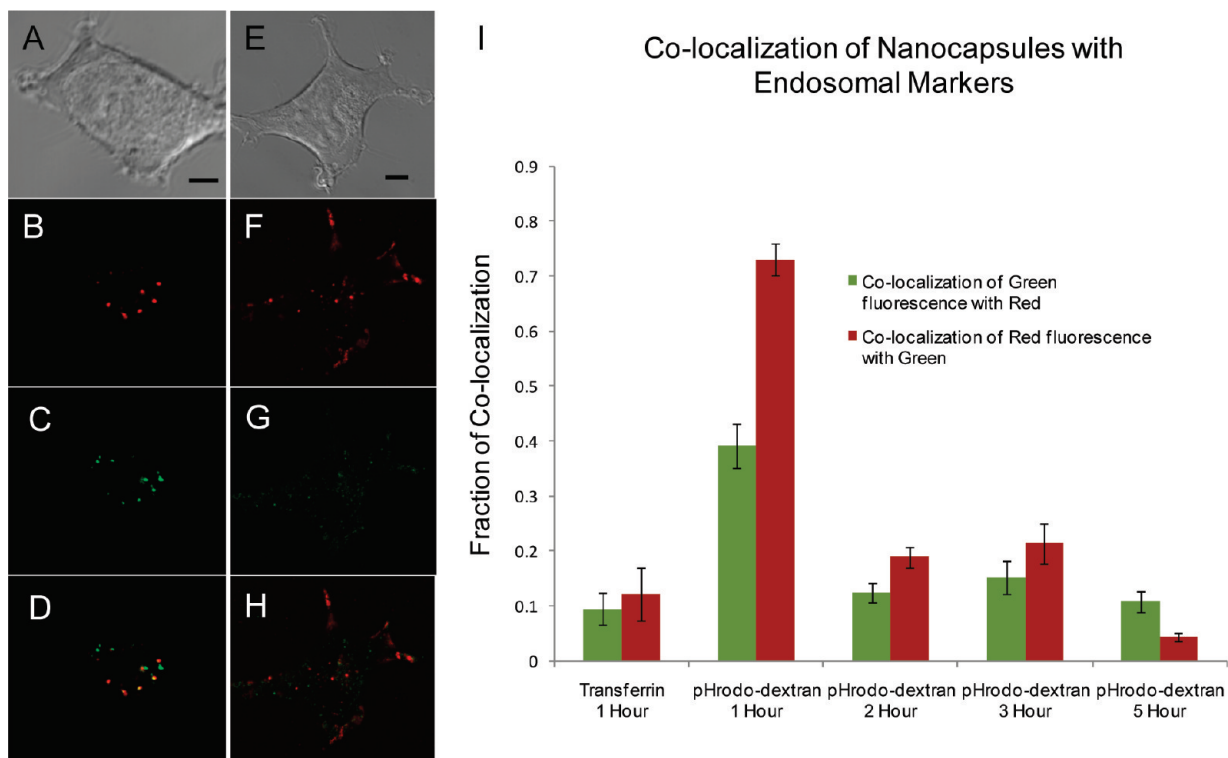 A
E
I
Co-localization of Nanocapsules with
Endosomal Markers
B
F
C
G
D
H
Fraction of Co-localization
0.9
0.8
0.7
0.6
0.5
0.4
0.3
0.2
0.1
0
Co-localization of Green
fluorescence with Red
Co-localization of Red fluorescence
with Green
Transferrin
1 Hour
pHrodo-dextran
1 Hour
pHrodo-dextran
2 Hour
pHrodo-dextran
3 Hour
pHrodo-dextran
5 Hour